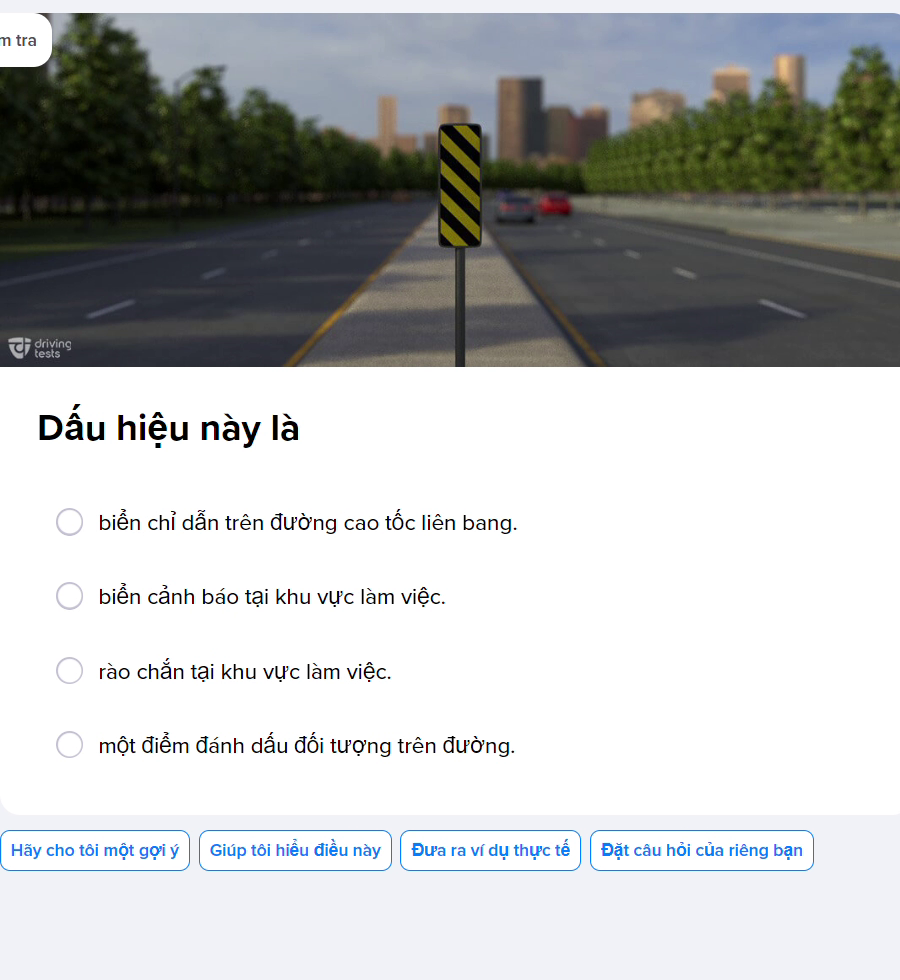 m tra
driving
tests
Dấu hiệu này là
biển chỉ dẫn trên đường cao tốc liên bang.
biển cảnh báo tại khu vực làm việc.
rào chắn tại khu vực làm việc.
một điểm đánh dấu đối tượng trên đường.
Hãy cho tôi một gợi ý Giúp tôi hiểu điều này Đưa ra ví dụ thực tế Đặt câu hỏi của riêng bạn